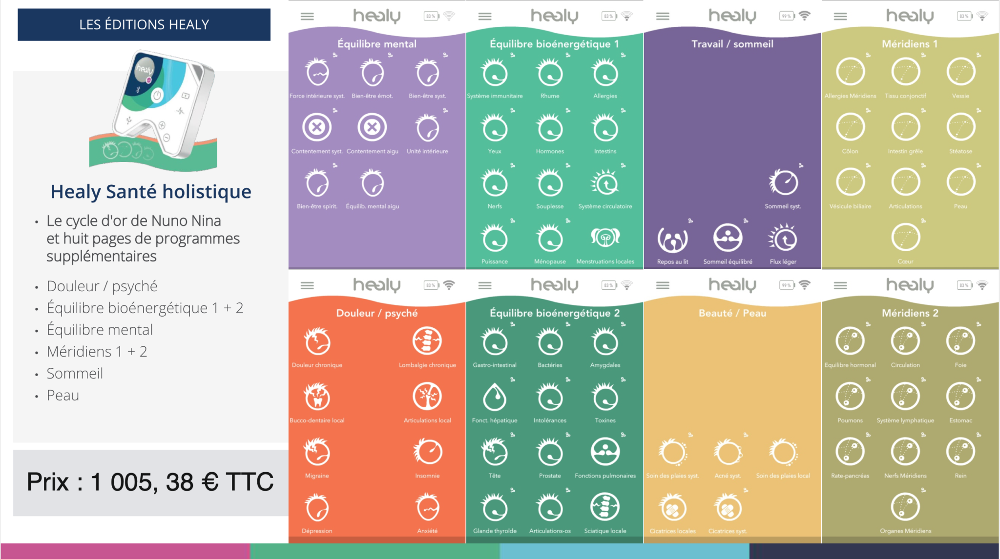 LES ÉDITIONS HEALY
healy
Healy Santé holistique
• Le cycle d'or de Nuno Nina
et huit pages de programmes
supplémentaires
• Douleur / psyché
• Équilibre bioénergétique 1 + 2
• Équilibre mental
• Méridiens 1 + 2
• Sommeil
• Peau
Prix : 1 005, 38 € TTC
healy 83 %
Équilibre mental
Force intérieure syst. Bien-être émot. Bien-être syst.
Contentement syst. Contentement aigu Unité intérieure
Bien-être spirit. Équilib. mental aigu
healy 83 %
Équilibre bioénergétique 1
Système immunitaire Rhume Allergies
Yeux Hormones Intestins
Nerfs Souplesse Système circulatoire
Puissance Ménopause Menstruations locales
healy 99 %
Travail / sommeil
Sommeil syst.
Repos au lit Sommeil équilibré Flux léger
healy 83 %
Méridiens 1
Allergies Méridiens Tissu conjonctif Vessie
Côlon Intestin grêle Stéatose
Vésicule biliaire Articulations Peau
Cœur
healy 83 %
Douleur / psyché
Douleur chronique Lombalgie chronique
Bucco-dentaire local Articulations local
Migraine Insomnie
Dépression Anxiété
healy 83 %
Équilibre bioénergétique 2
Gastro-intestinal Bactéries Amygdales
Fonct. hépatique Intolérances Toxines
Tête Prostate Fonctions pulmonaires
Glande thyroïde Articulations-os Sciatique locale
healy 99 %
Beauté / Peau
Soin des plaies syst. Acné syst. Soin des plaies local
Cicatrices locales Cicatrices syst.
healy 83 %
Méridiens 2
Equilibre hormonal Circulation Foie
Poumons Système lymphatique Estomac
Rate-pancréas Nerfs Méridiens Rein
Organes Méridiens